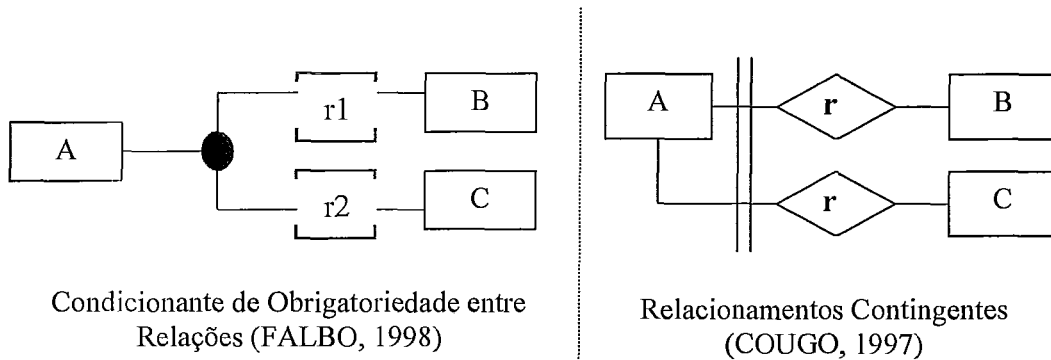 r1
B
A
r2
C
Condicionante de Obrigatoriedade entre
Relações (FALBO, 1998)
A
r
B
r
C
Relacionamentos Contingentes
(COUGO, 1997)